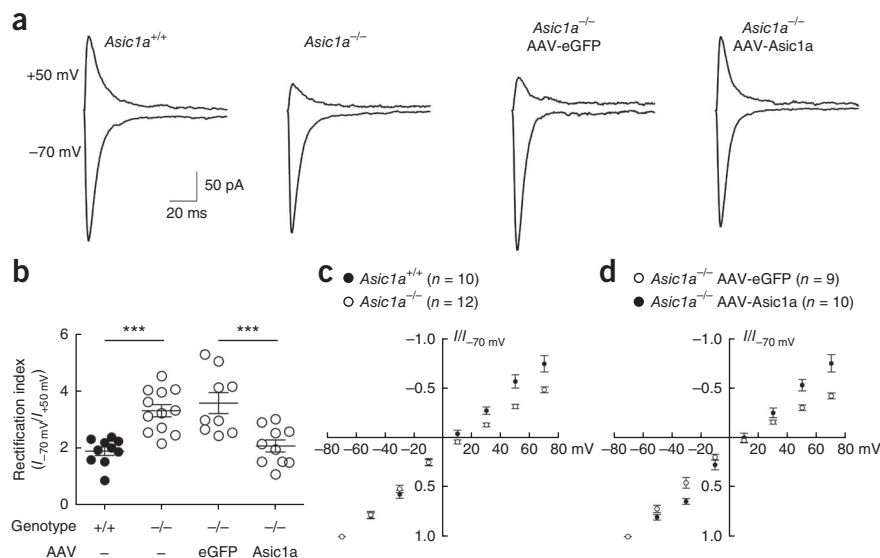 a
Asic1a+/+
Asic1a−/−
Asic1a−/−
AAV-eGFP
Asic1a−/−
AAV-Asic1a
+50 mV
−70 mV
50 pA
20 ms
b
***
***
Rectification index
(I−70 mV/I+50 mV)
6
4
2
0
Genotype +/+ −/− −/− −/−
AAV – – eGFP Asic1a
c
Asic1a+/+ (n = 10)
Asic1a−/− (n = 12)
−1.0
I/I−70 mV
−0.5
−80 −60 −40 −20
20 40 60 80 mV
0.5
1.0
d
Asic1a−/− AAV-eGFP (n = 9)
Asic1a−/− AAV-Asic1a (n = 10)
−1.0
I/I−70 mV
−0.5
−80 −60 −40 −20
20 40 60 80 mV
0.5
1.0